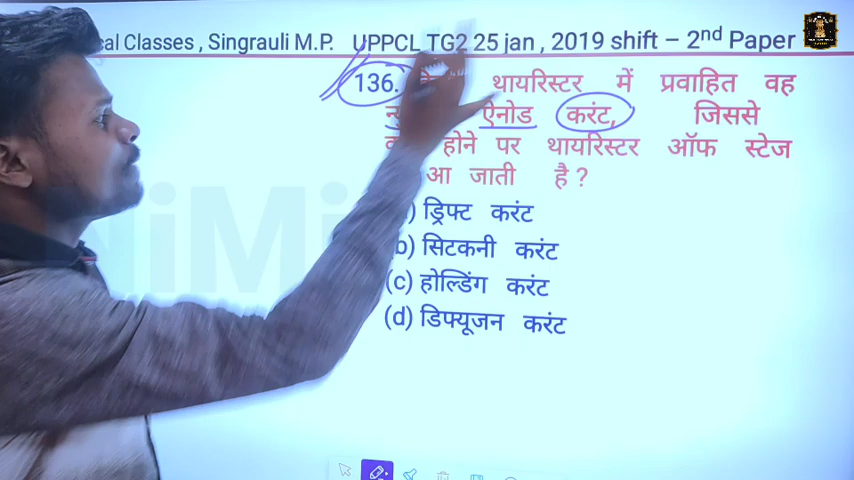 cal Classes , Singrauli M.P. UPPCL TG2 25 jan , 2019 shift – 2nd Paper
136. थायरिस्टर में प्रवाहित वह
ऐनोड करंट, जिससे
होने पर थायरिस्टर ऑफ स्टेज
आ जाती है ?
) ड्रिफ्ट करंट
(b) सिटकनी करंट
(c) होल्डिंग करंट
(d) डिफ्यूजन करंट
NiMi